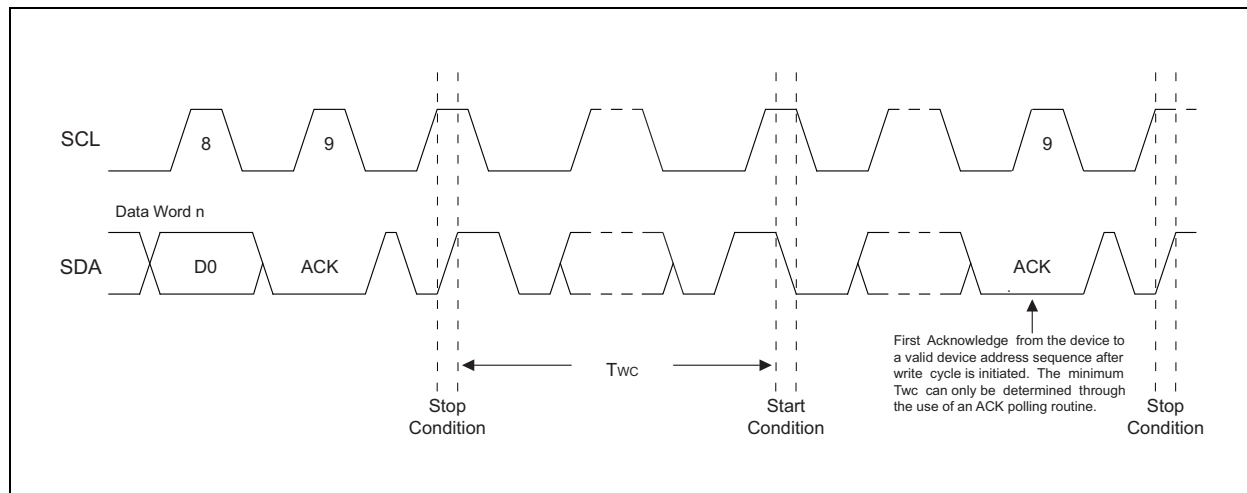 SCL
8
9
9
Data Word n
SDA
D0
ACK
ACK
TWC
First Acknowledge from the device to
a valid device address sequence after
write cycle is initiated. The minimum
Twc can only be determined through
the use of an ACK polling routine.
Stop
Condition
Start
Condition
Stop
Condition